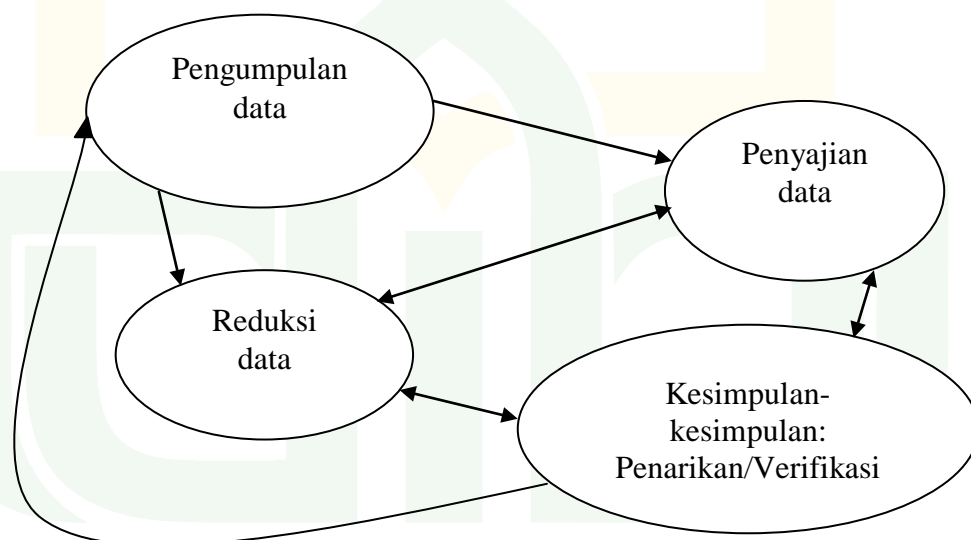 Pengumpulan
data
Penyajian
data
Reduksi
data
Kesimpulan-
kesimpulan:
Penarikan/Verifikasi